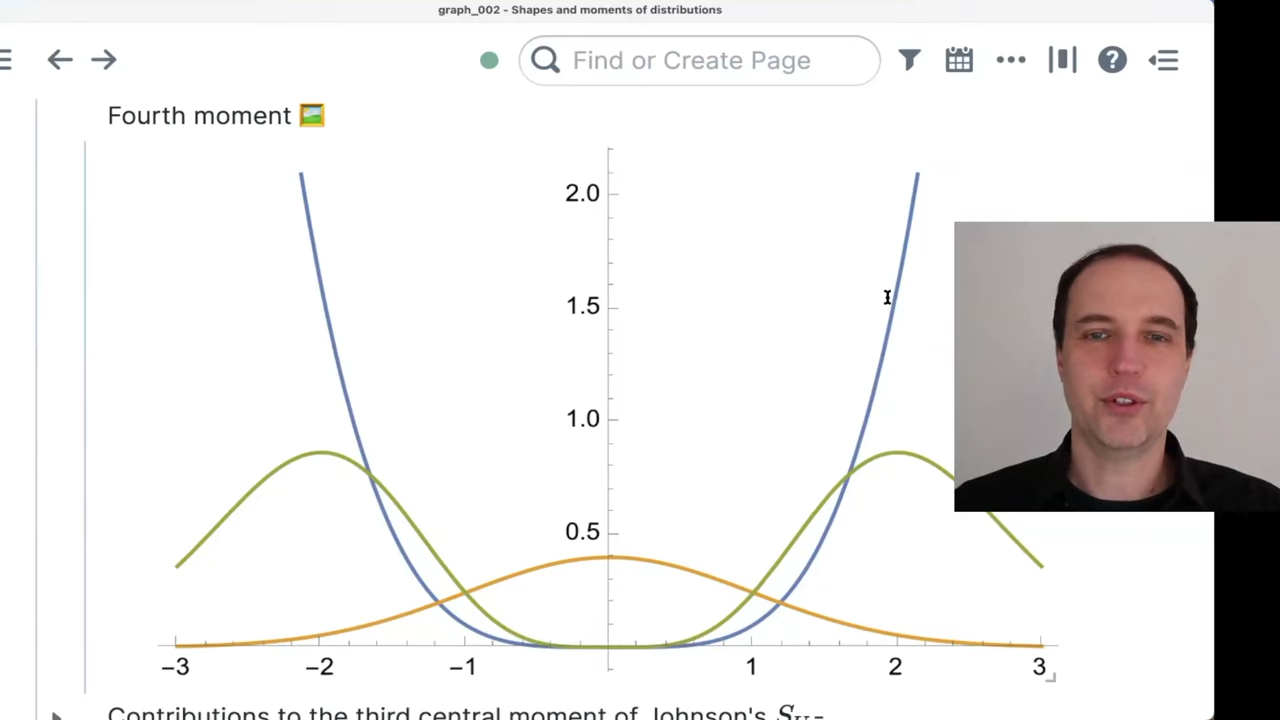 graph_002 - Shapes and moments of distributions
Find or Create Page
Fourth moment
2.0
1.5
1.0
0.5
−3 −2 −1 1 2 3
Contributions to the third central moment of Johnson's S_U-